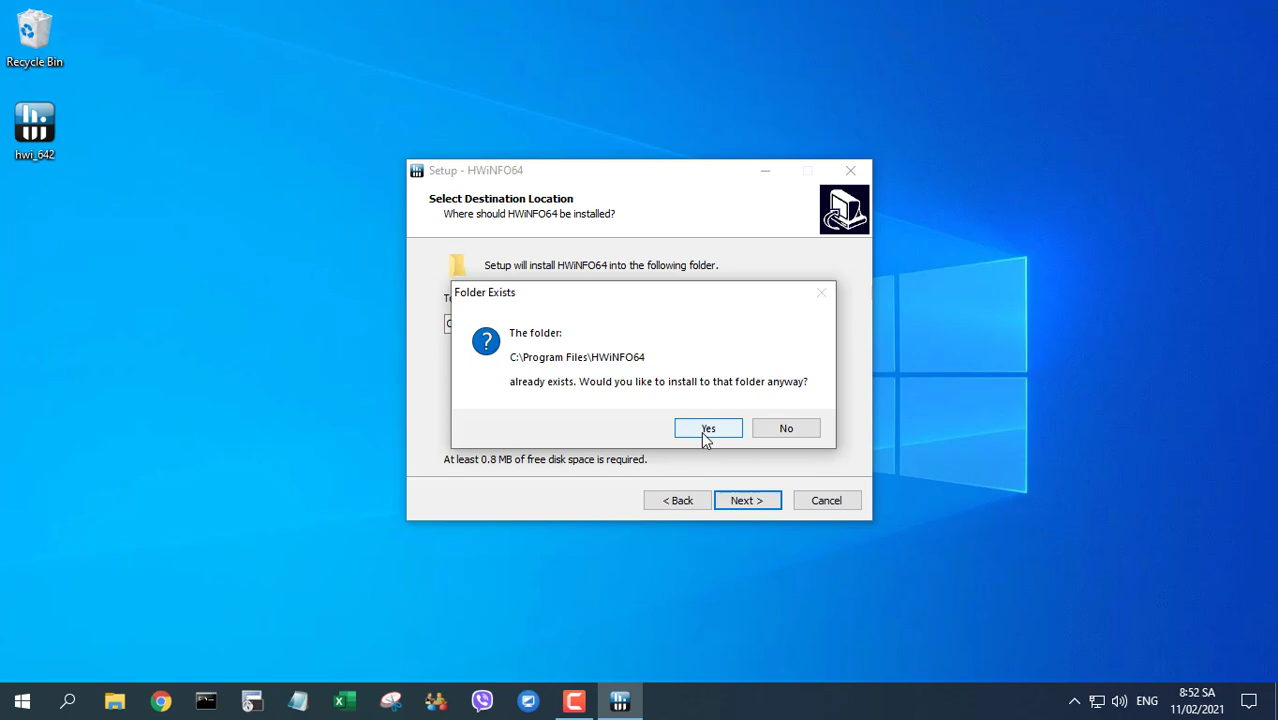 Recycle Bin
hwi_642
Setup - HWiNFO64
Select Destination Location
Where should HWiNFO64 be installed?
Setup will install HWiNFO64 into the following folder.
Folder Exists
The folder:
C:\Program Files\HWiNFO64
already exists. Would you like to install to that folder anyway?
Yes
No
At least 0.8 MB of free disk space is required.
< Back
Next >
Cancel
ENG
8:52 SA
11/02/2021